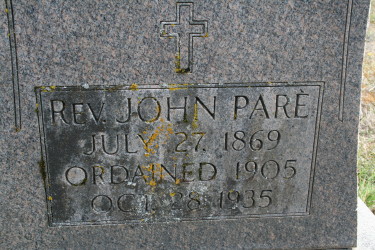 REV. JOHN PARÈ
JULY 27. 1869
ORDAINED 1905
OCT. 28. 1935